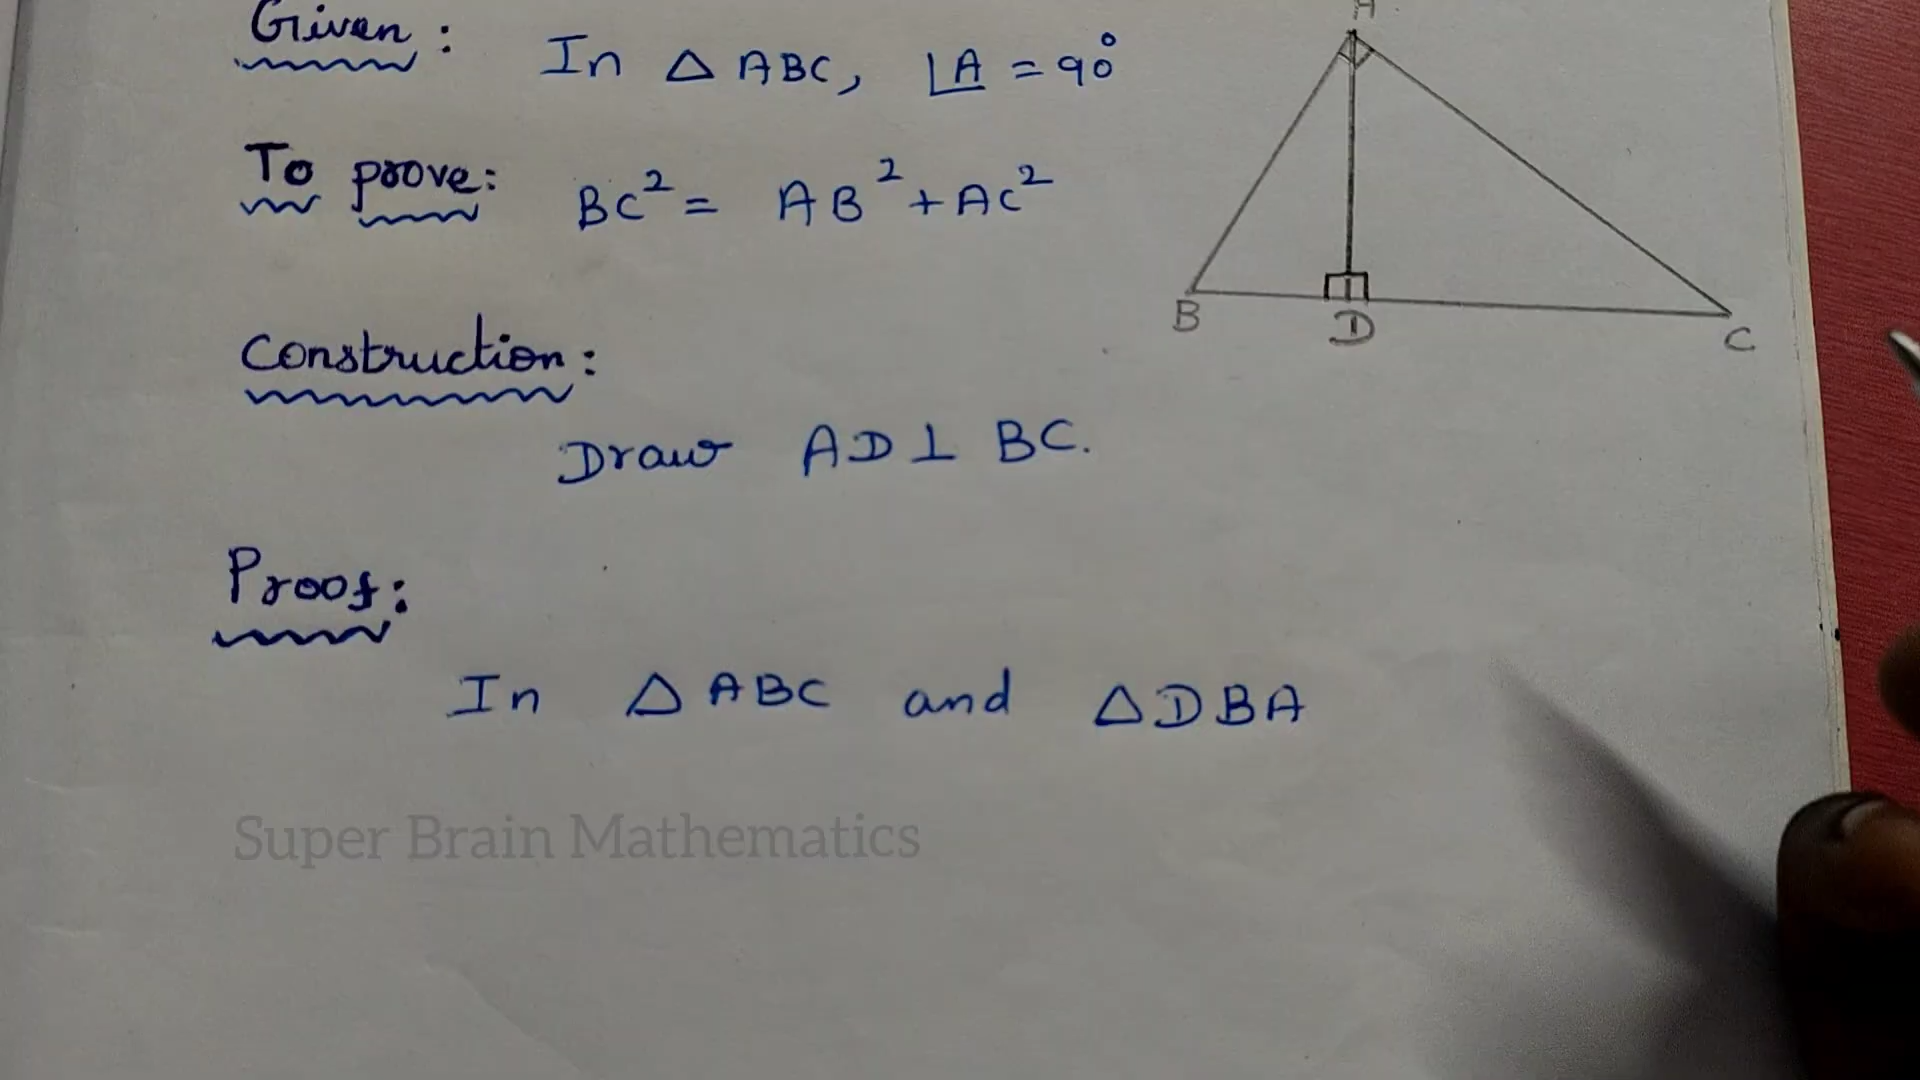 Given : In △ ABC, ∠A = 90°
To prove: BC² = AB² + AC²
Construction:
Draw AD ⊥ BC.
Proof:
In △ ABC and △ DBA
Super Brain Mathematics
A
B
D
C